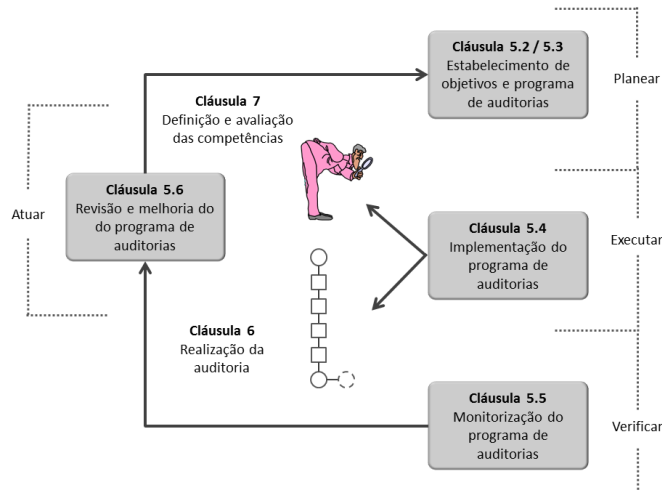 Cláusula 5.2 / 5.3
Estabelecimento de
objetivos e programa
de auditorias
Planear
Cláusula 7
Definição e avaliação
das competências
Cláusula 5.6
Revisão e melhoria do
do programa de
auditorias
Atuar
Cláusula 5.4
Implementação do
programa de
auditorias
Executar
Cláusula 6
Realização da
auditoria
Cláusula 5.5
Monitorização do
programa de
auditorias
Verificar